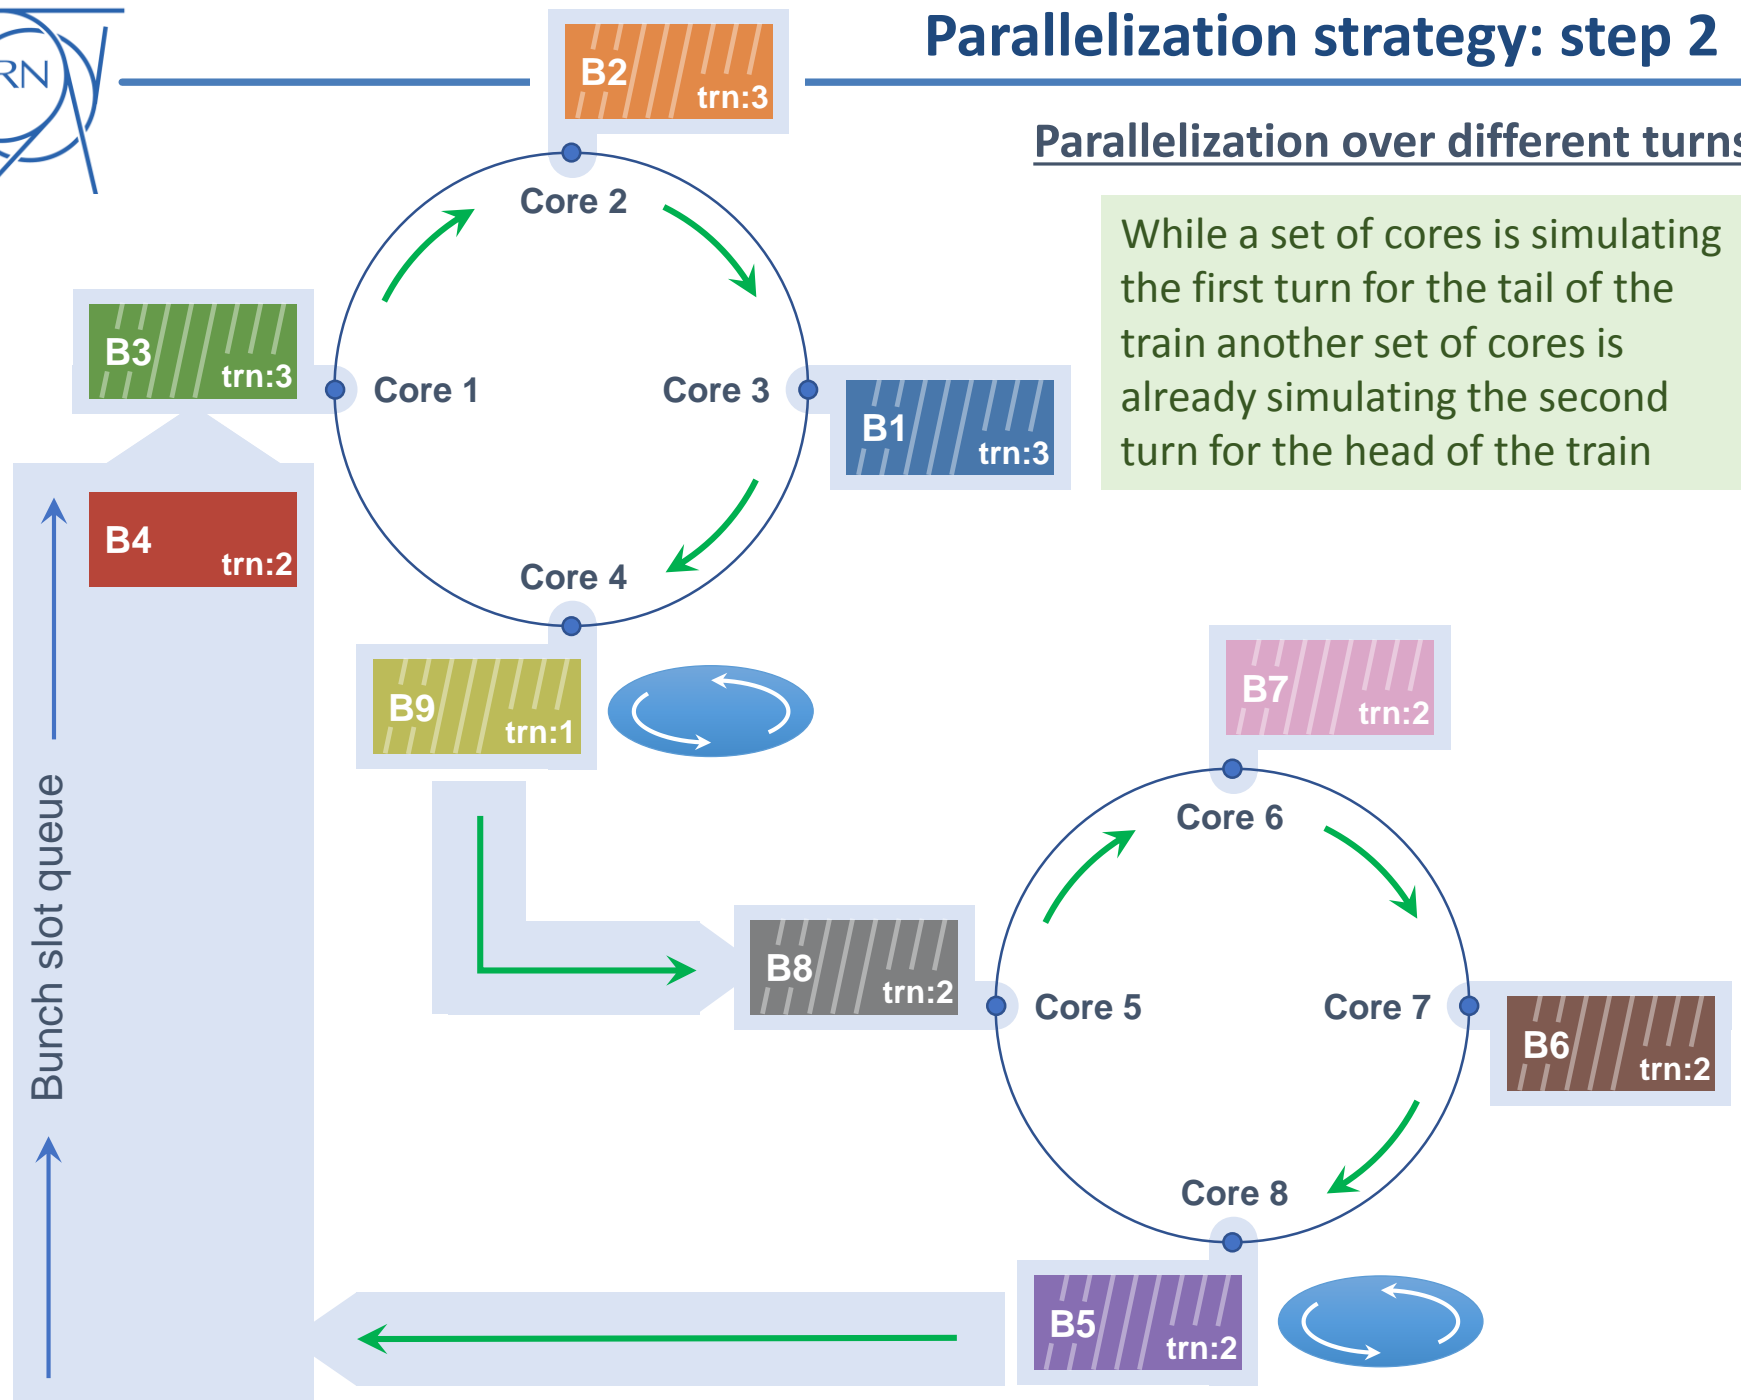 RN
Parallelization strategy: step 2
Parallelization over different turns
While a set of cores is simulating
the first turn for the tail of the
train another set of cores is
already simulating the second
turn for the head of the train
B2
trn:3
Core 2
B3
trn:3
Core 1
Core 3
B1
trn:3
B4
trn:2
Core 4
B9
trn:1
B7
trn:2
Core 6
Bunch slot queue
B8
trn:2
Core 5
Core 7
B6
trn:2
Core 8
B5
trn:2